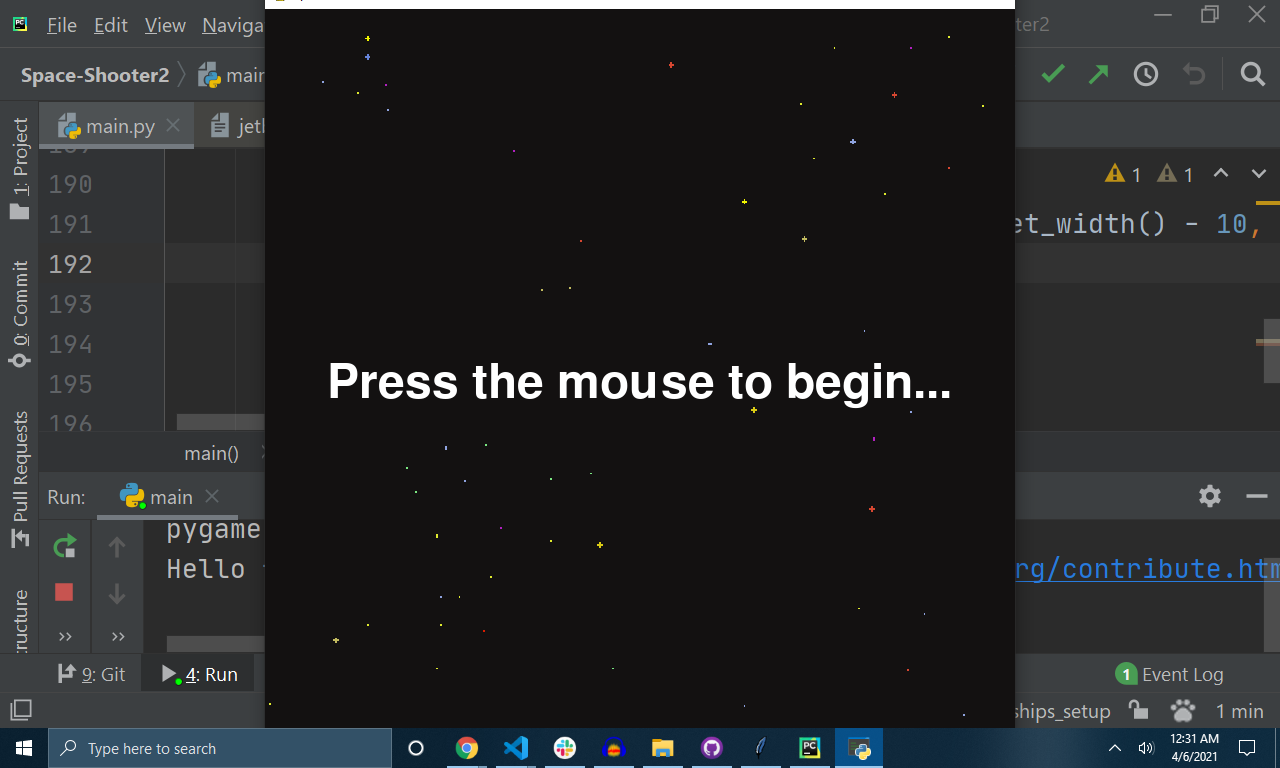 File Edit View Naviga
ter2
Space-Shooter2 main
main.py jetl
1: Project
0: Commit
Pull Requests
tructure
190
191
192
193
194
195
196
1 1
et_width() - 10,
Press the mouse to begin...
main()
Run: main
pygame
Hello
rg/contribute.htm
9: Git 4: Run
1 Event Log
ships_setup 1 min
Type here to search
12:31 AM
4/6/2021